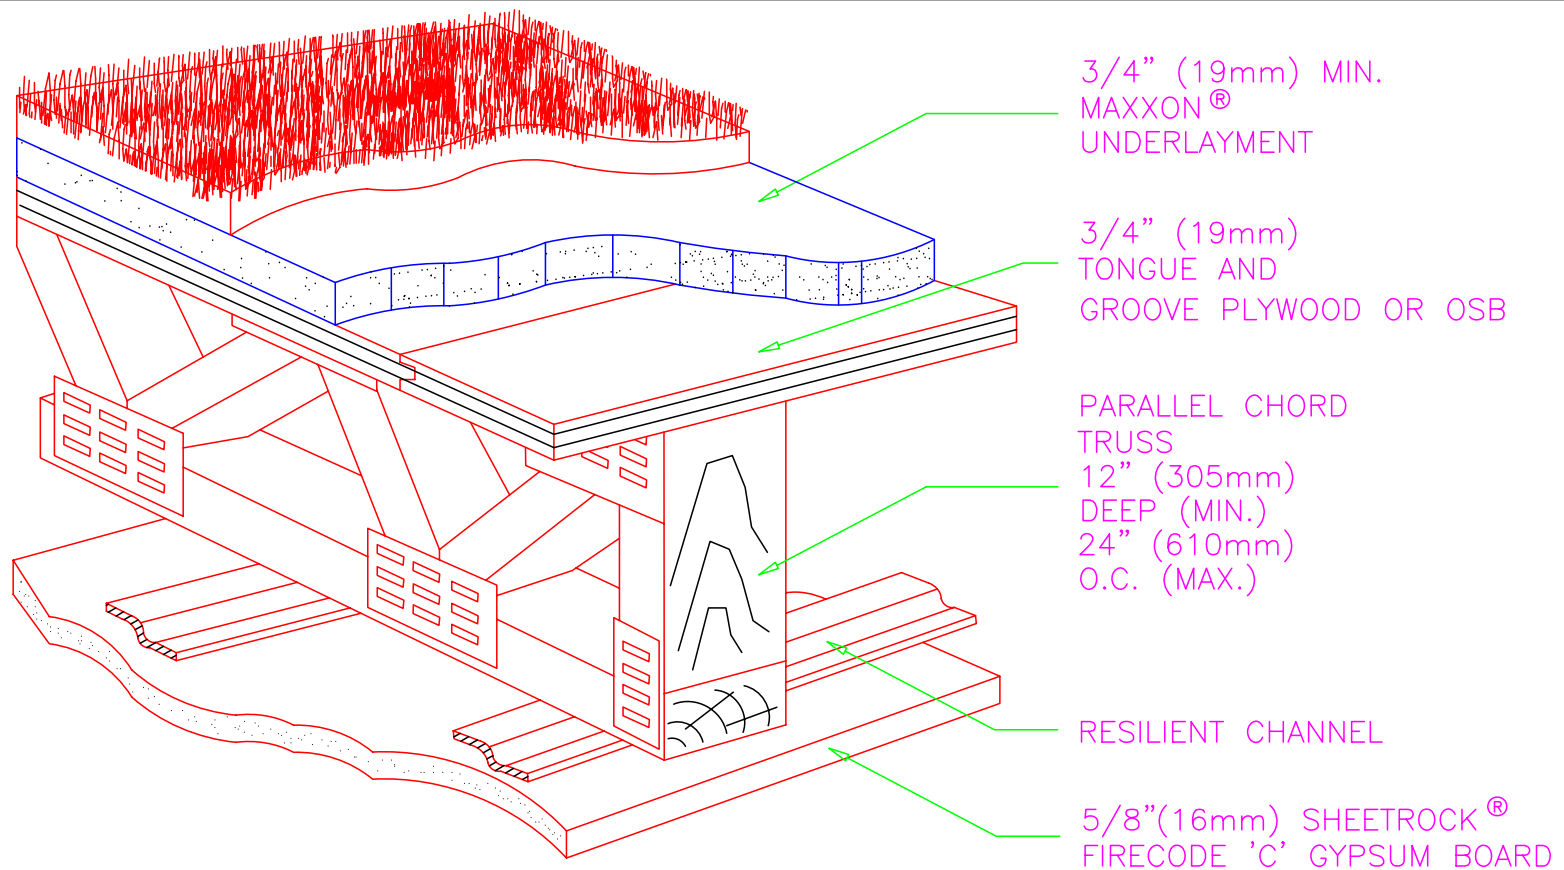 3/4” (19mm) MIN.
MAXXON®
UNDERLAYMENT
3/4” (19mm)
TONGUE AND
GROOVE PLYWOOD OR OSB
PARALLEL CHORD
TRUSS
12” (305mm)
DEEP (MIN.)
24” (610mm)
O.C. (MAX.)
RESILIENT CHANNEL
5/8”(16mm) SHEETROCK®
FIRECODE 'C' GYPSUM BOARD